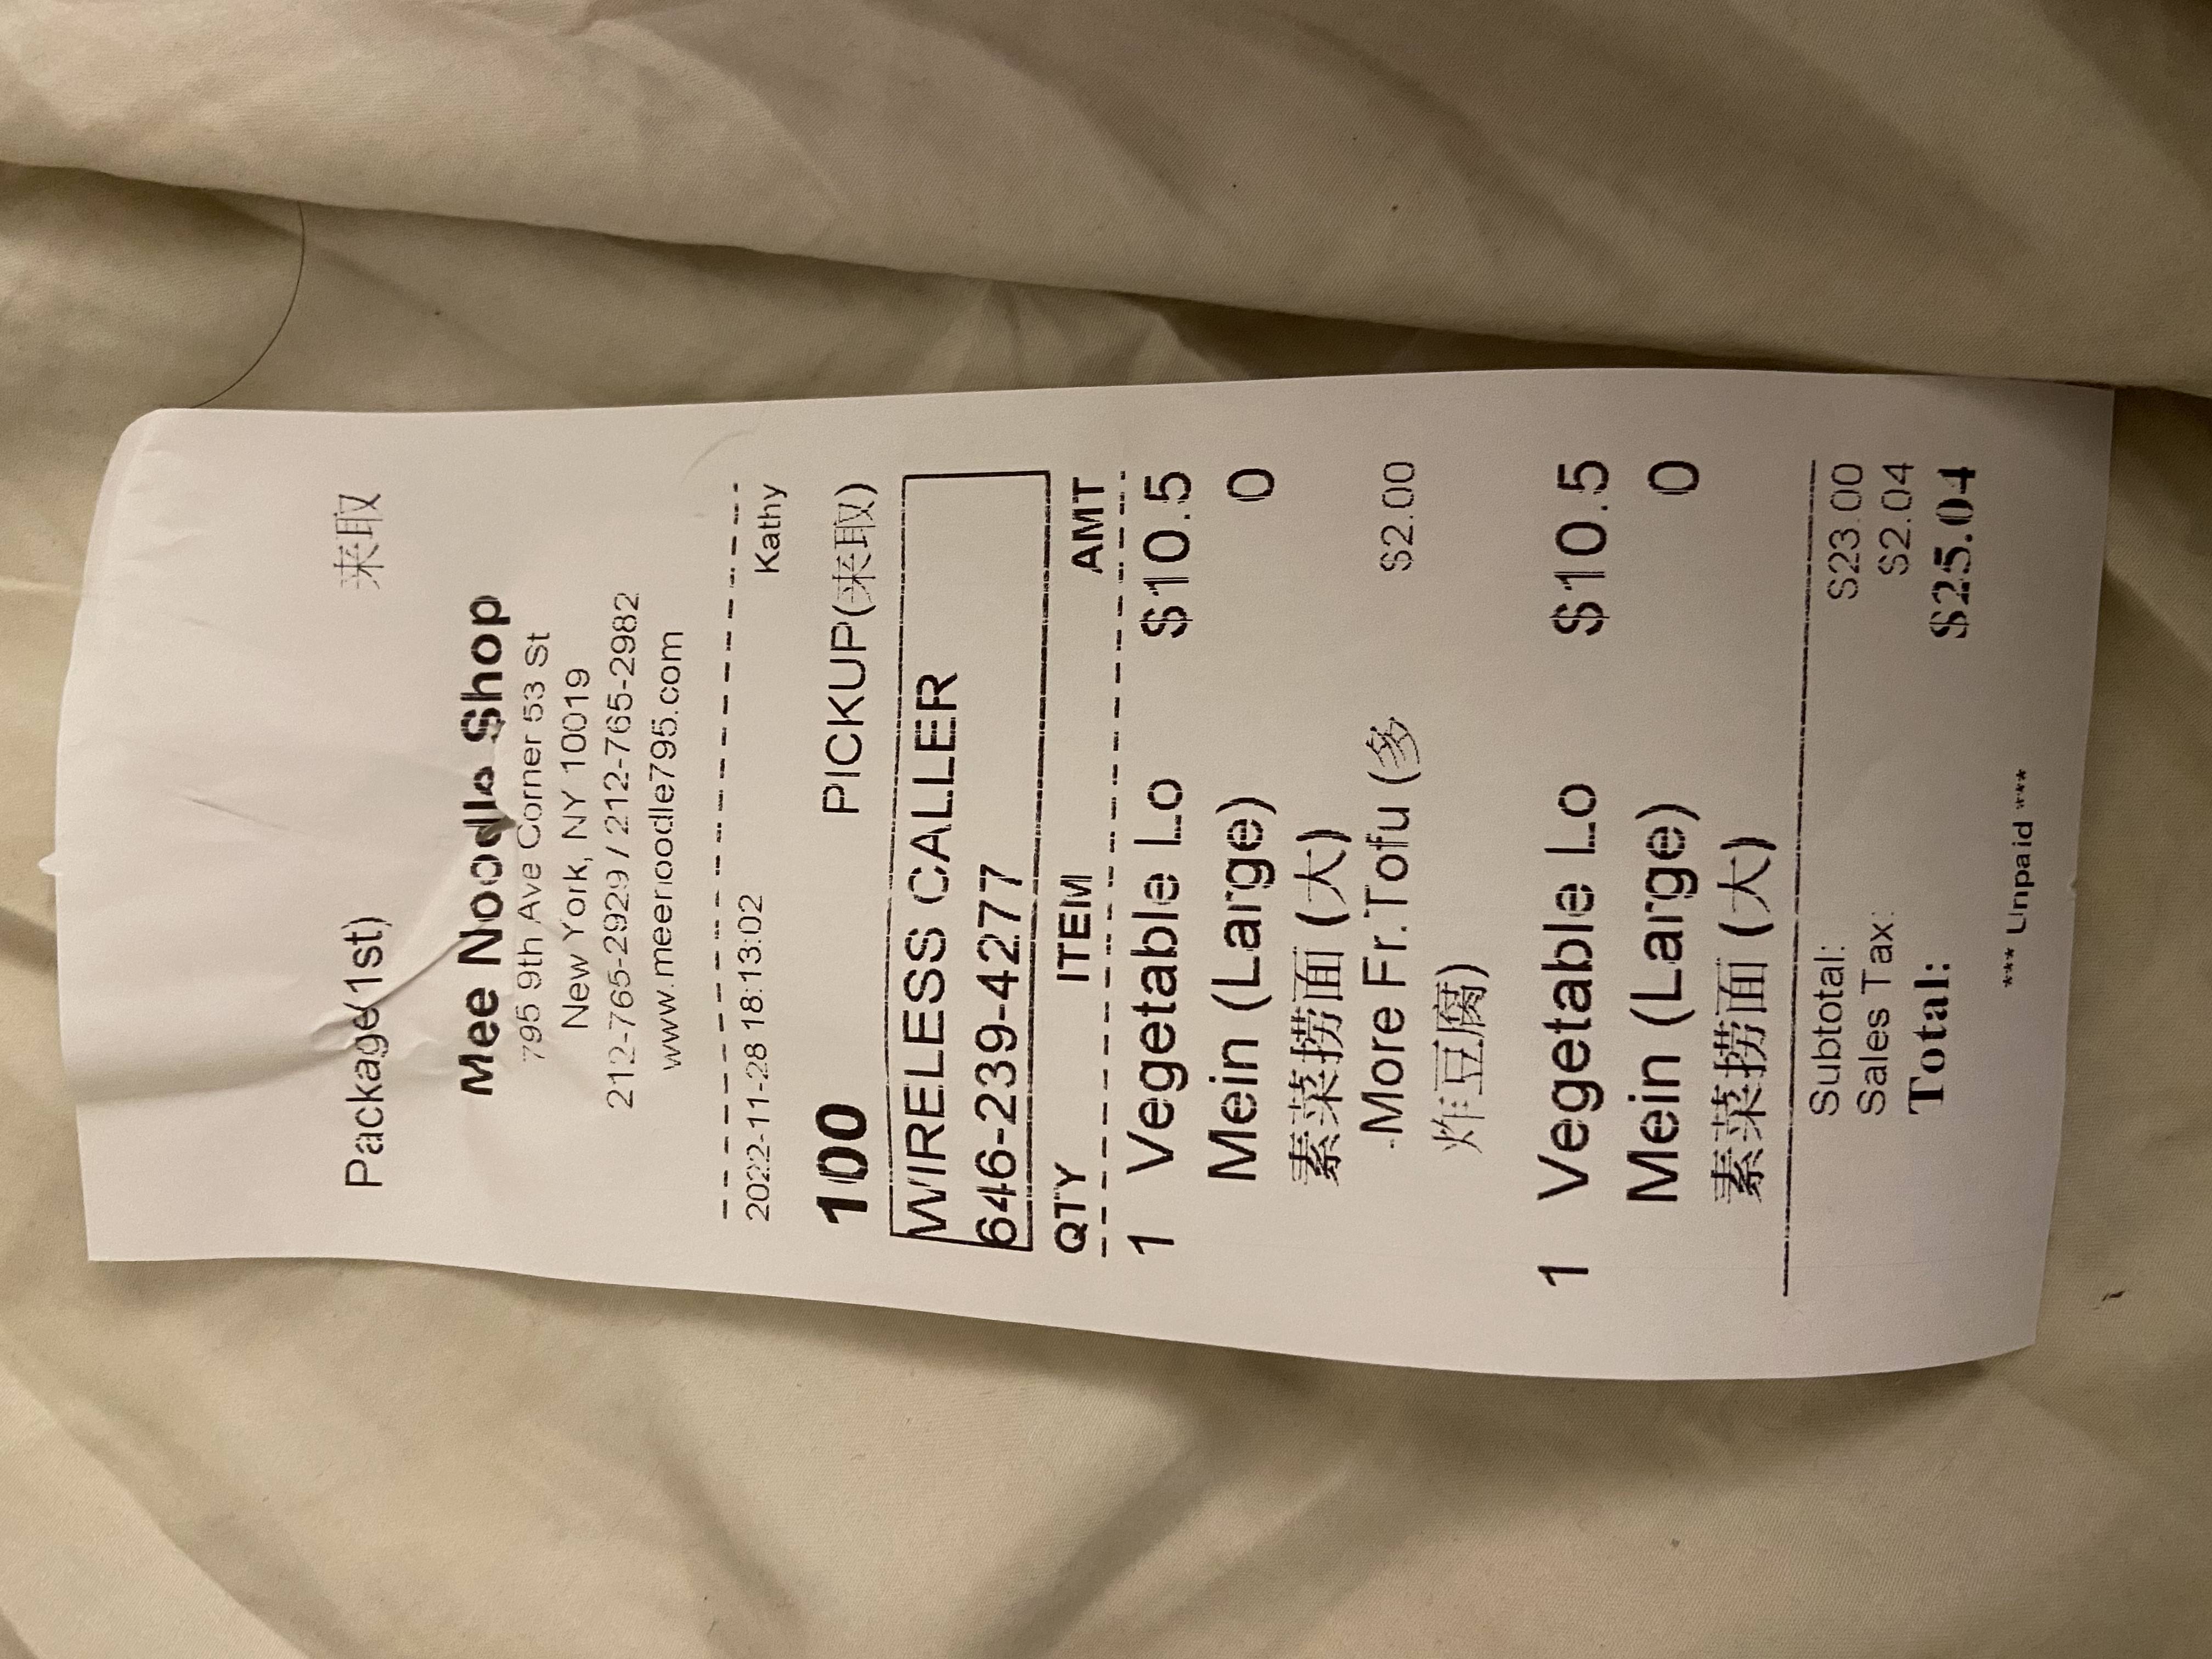 Package(1st) 来取
Mee Noodle Shop
795 9th Ave Corner 53 St
New York, NY 10019
212-765-2929 / 212-765-2982
www.meenoodle795.com
2022-11-28 18:13:02 Kathy
100 PICKUP(来取)
WIRELESS CALLER
646-239-4277
QTY ITEM AMT
1 Vegetable Lo $10.5
Mein (Large) 0
素菜捞面 (大)
-More Fr.Tofu (多 $2.00
炸豆腐)
1 Vegetable Lo $10.5
Mein (Large) 0
素菜捞面 (大)
Subtotal: $23.00
Sales Tax: $2.04
Total: $25.04
*** Unpaid ***